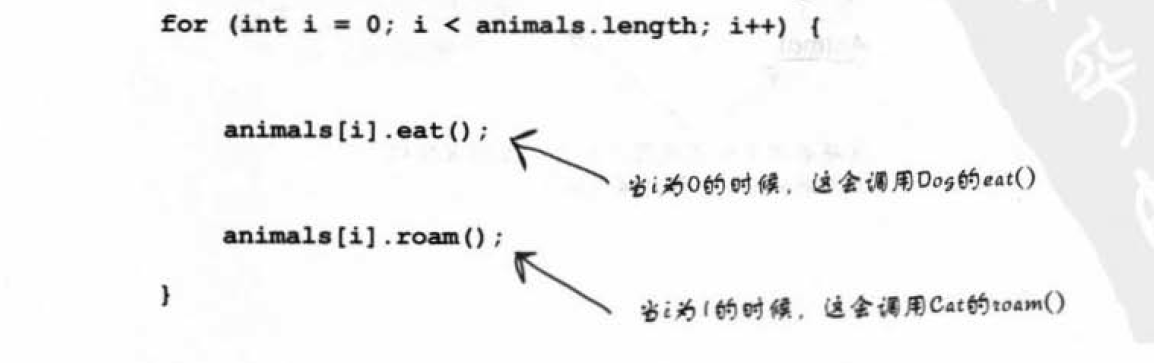 for (int i = 0; i < animals.length; i++) {
animals[i].eat();
当i为0的时候，这会调用Dog的eat()
animals[i].roam();
当i为1的时候，这会调用Cat的roam()
}